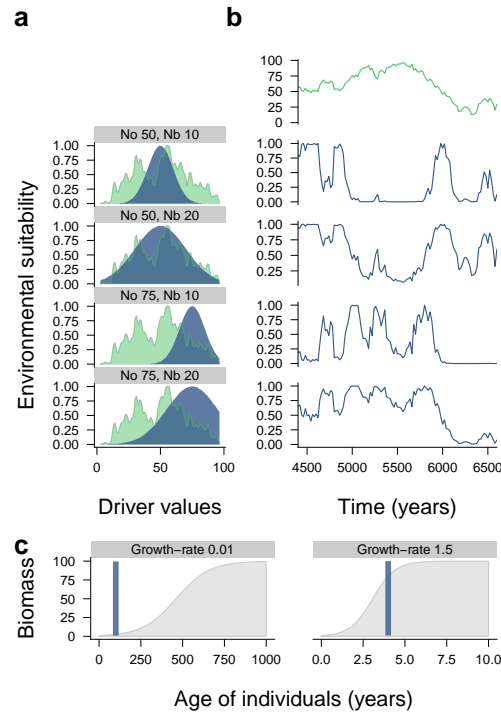 a
b
100
75
50
25
0
No 50, Nb 10
1.00
0.75
0.50
0.25
0.00
1.00
0.75
0.50
0.25
0.00
No 50, Nb 20
1.00
0.75
0.50
0.25
0.00
1.00
0.75
0.50
0.25
No 75, Nb 10
1.00
0.75
0.50
0.25
0.00
1.00
0.75
0.50
0.25
0.00
No 75, Nb 20
1.00
0.75
0.50
0.25
0.00
1.00
0.75
0.50
0.25
0.00
Environmental suitability
0 50 100
4500 5000 5500 6000 6500
Driver values
Time (years)
c
Growth−rate 0.01
Growth−rate 1.5
Biomass
100
75
50
25
0
0 250 500 750 1000
0.0 2.5 5.0 7.5 10.0
Age of individuals (years)